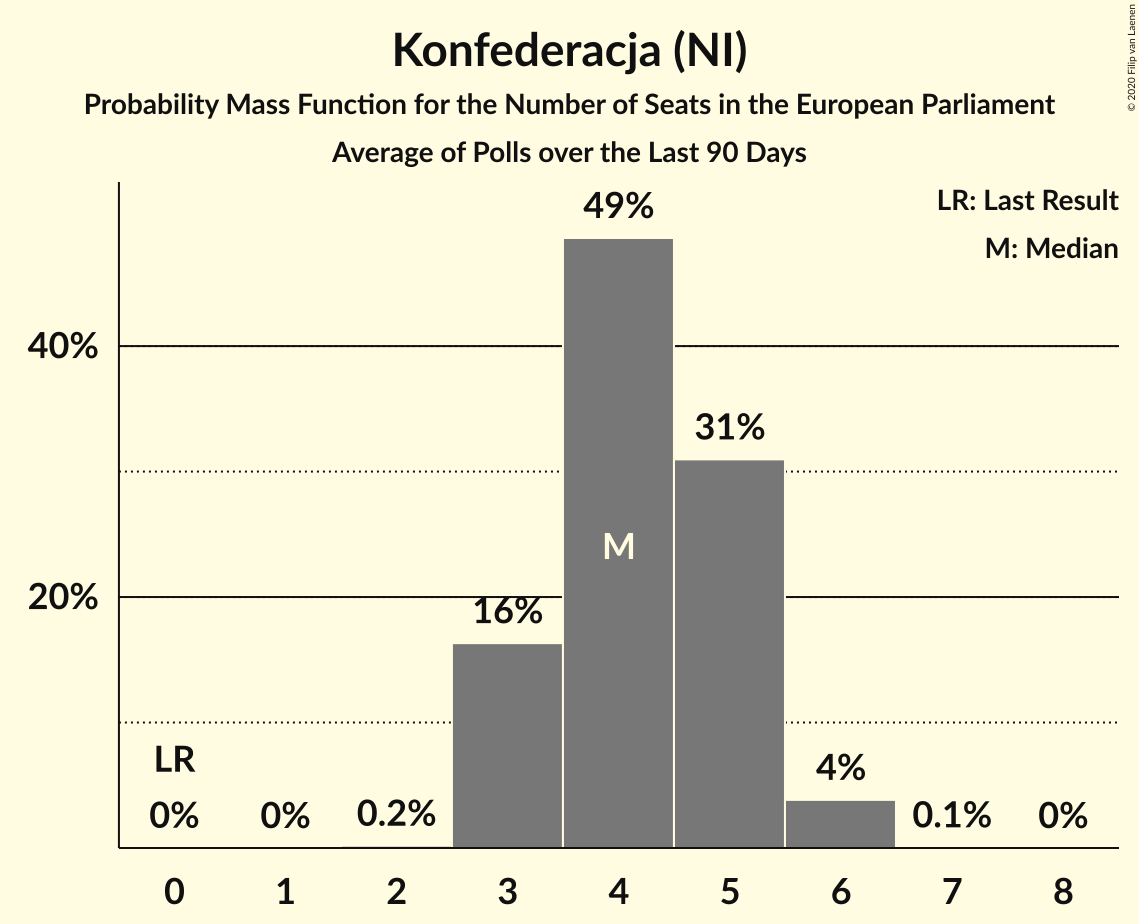 Konfederacja (NI)
Probability Mass Function for the Number of Seats in the European Parliament
Average of Polls over the Last 90 Days
© 2020 Filip van Laenen
LR: Last Result
M: Median
49%
40%
31%
M
20%
16%
LR
4%
0% 0% 0.2% 0.1% 0%
0 1 2 3 4 5 6 7 8